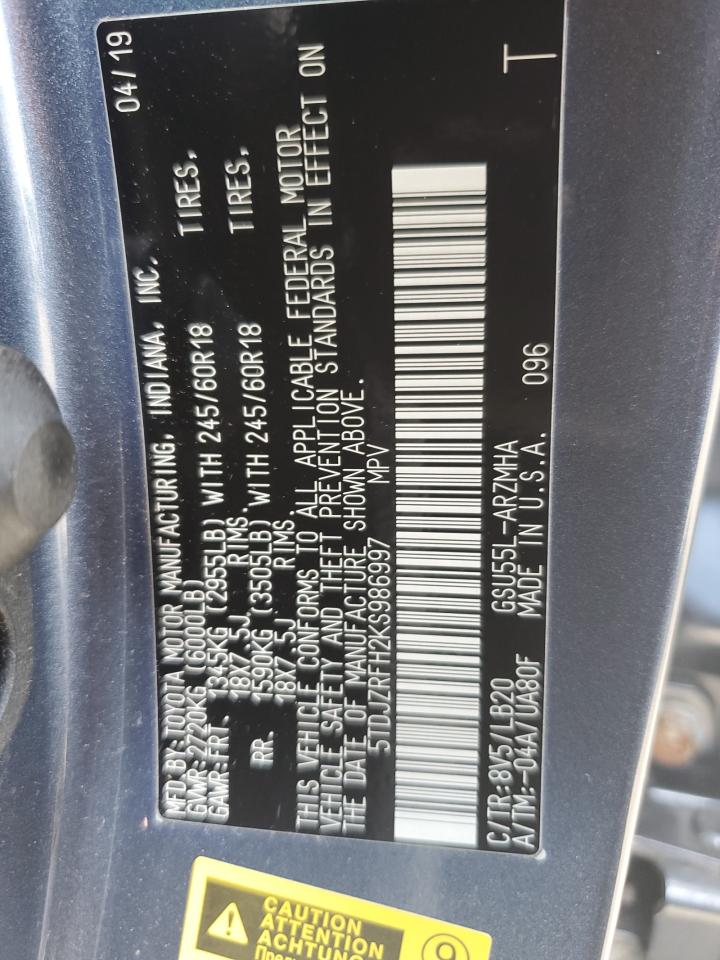 MFD BY: TOYOTA MOTOR MANUFACTURING, INDIANA, INC. 04/19
GVWR: 2720KG (6000LB)
GAWR: FRT. 1345KG (2955LB) WITH 245/60R18 TIRES,
18X7.5J RIMS.
RR. 1590KG (3505LB) WITH 245/60R18 TIRES,
18X7.5J RIMS.
THIS VEHICLE CONFORMS TO ALL APPLICABLE FEDERAL MOTOR
VEHICLE SAFETY AND THEFT PREVENTION STANDARDS IN EFFECT ON
THE DATE OF MANUFACTURE SHOWN ABOVE.
5TDJZRFH2KS986997 MPV
C/TR:8V5/LB20 GSU55L-ARZMHA 096 T
A/TM:-04A/UA80F MADE IN U.S.A.
CAUTION
ATTENTION
ACHTUNG